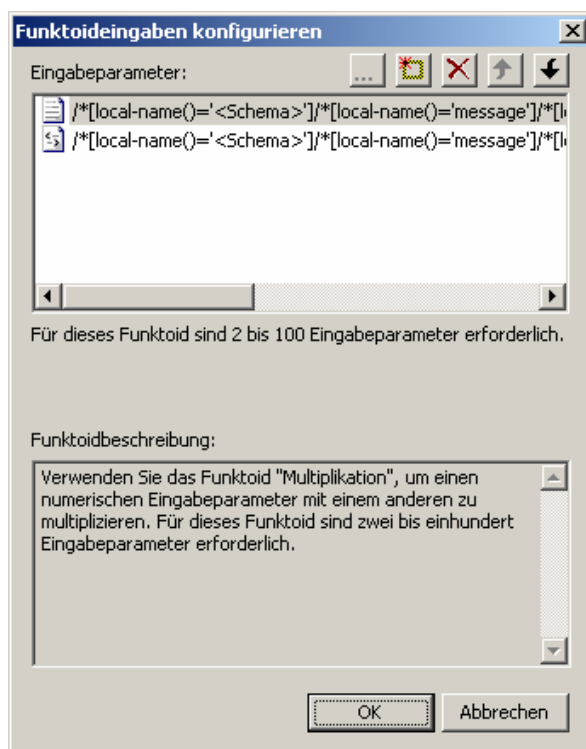 Funktoideingaben konfigurieren
Eingabeparameter:
...
/*[local-name()='<Schema>']/*[local-name()='message']/*[l
/*[local-name()='<Schema>']/*[local-name()='message']/*[l
Für dieses Funktoid sind 2 bis 100 Eingabeparameter erforderlich.
Funktoidbeschreibung:
Verwenden Sie das Funktoid "Multiplikation", um einen
numerischen Eingabeparameter mit einem anderen zu
multiplizieren. Für dieses Funktoid sind zwei bis einhundert
Eingabeparameter erforderlich.
OK
Abbrechen